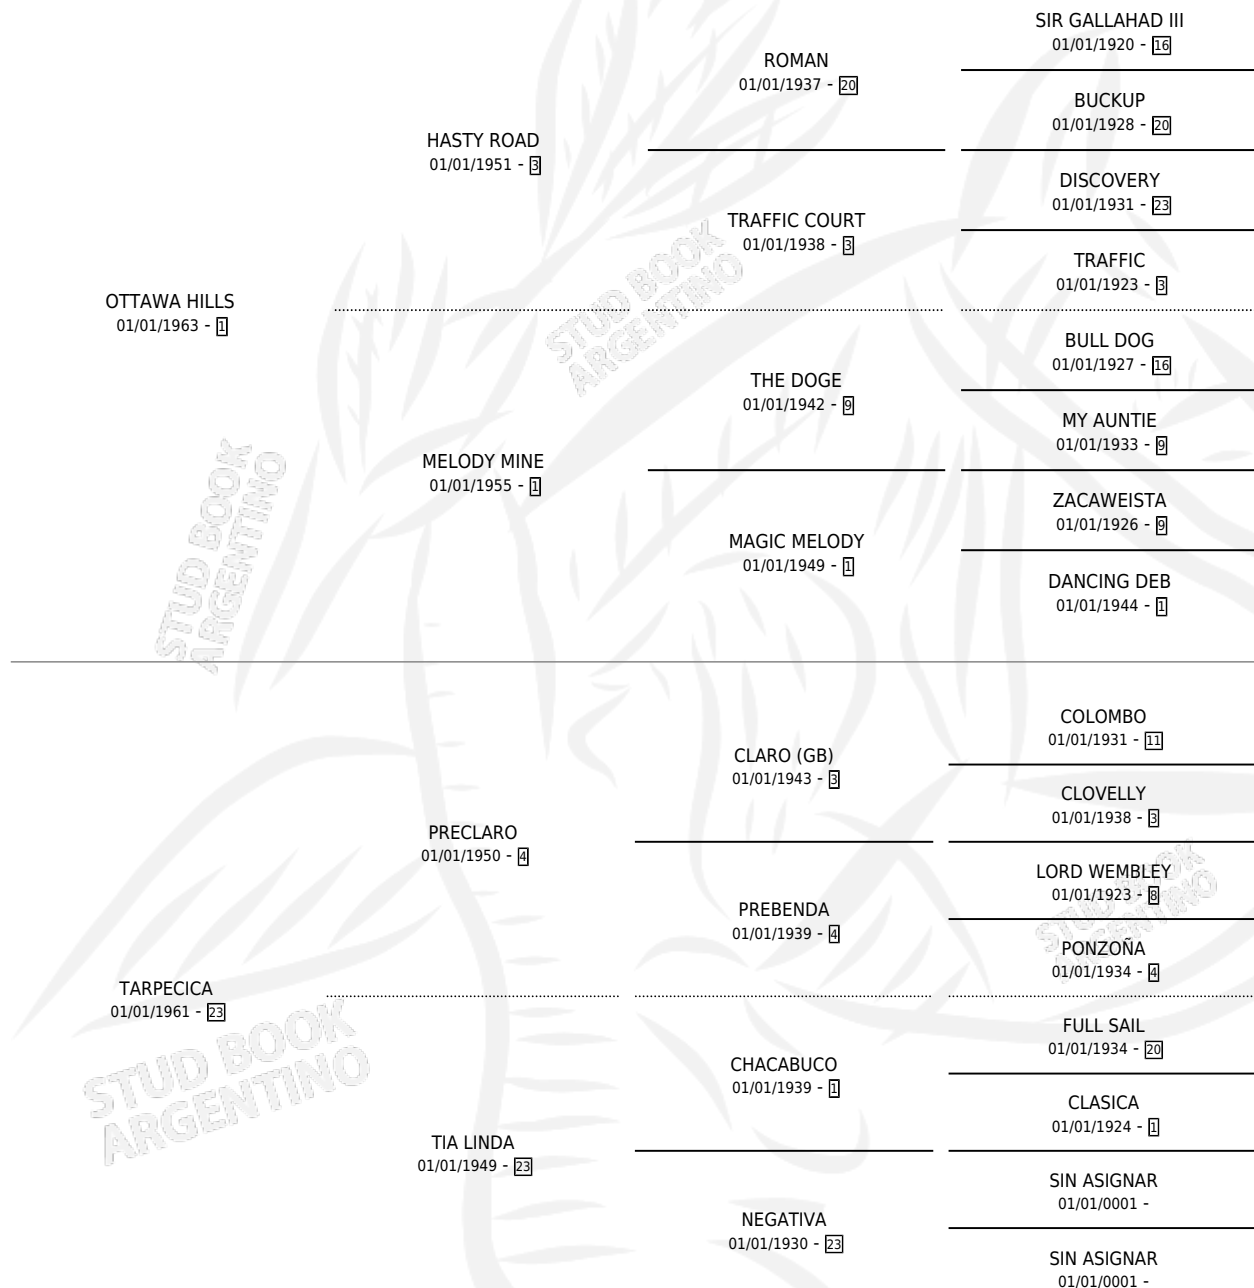 SIR GALLAHAD III
01/01/1920 - 16
ROMAN
01/01/1937 - 20
BUCKUP
01/01/1928 - 20
HASTY ROAD
01/01/1951 - 3
DISCOVERY
01/01/1931 - 23
TRAFFIC COURT
01/01/1938 - 3
TRAFFIC
01/01/1923 - 3
OTTAWA HILLS
01/01/1963 - 1
BULL DOG
01/01/1927 - 16
THE DOGE
01/01/1942 - 9
MY AUNTIE
01/01/1933 - 9
MELODY MINE
01/01/1955 - 1
ZACAWEISTA
01/01/1926 - 9
MAGIC MELODY
01/01/1949 - 1
DANCING DEB
01/01/1944 - 1
COLOMBO
01/01/1931 - 11
CLARO (GB)
01/01/1943 - 3
CLOVELLY
01/01/1938 - 3
PRECLARO
01/01/1950 - 4
LORD WEMBLEY
01/01/1923 - 8
PREBENDA
01/01/1939 - 4
PONZOÑA
01/01/1934 - 4
TARPECICA
01/01/1961 - 23
FULL SAIL
01/01/1934 - 20
CHACABUCO
01/01/1939 - 1
CLASICA
01/01/1924 - 1
TIA LINDA
01/01/1949 - 23
SIN ASIGNAR
01/01/0001 -
NEGATIVA
01/01/1930 - 23
SIN ASIGNAR
01/01/0001 -
STUD BOOK
ARGENTINO
STUD BOOK
ARGENTINO
STUD BOOK
ARGENTINO
STUD BOOK
ARGENTINO